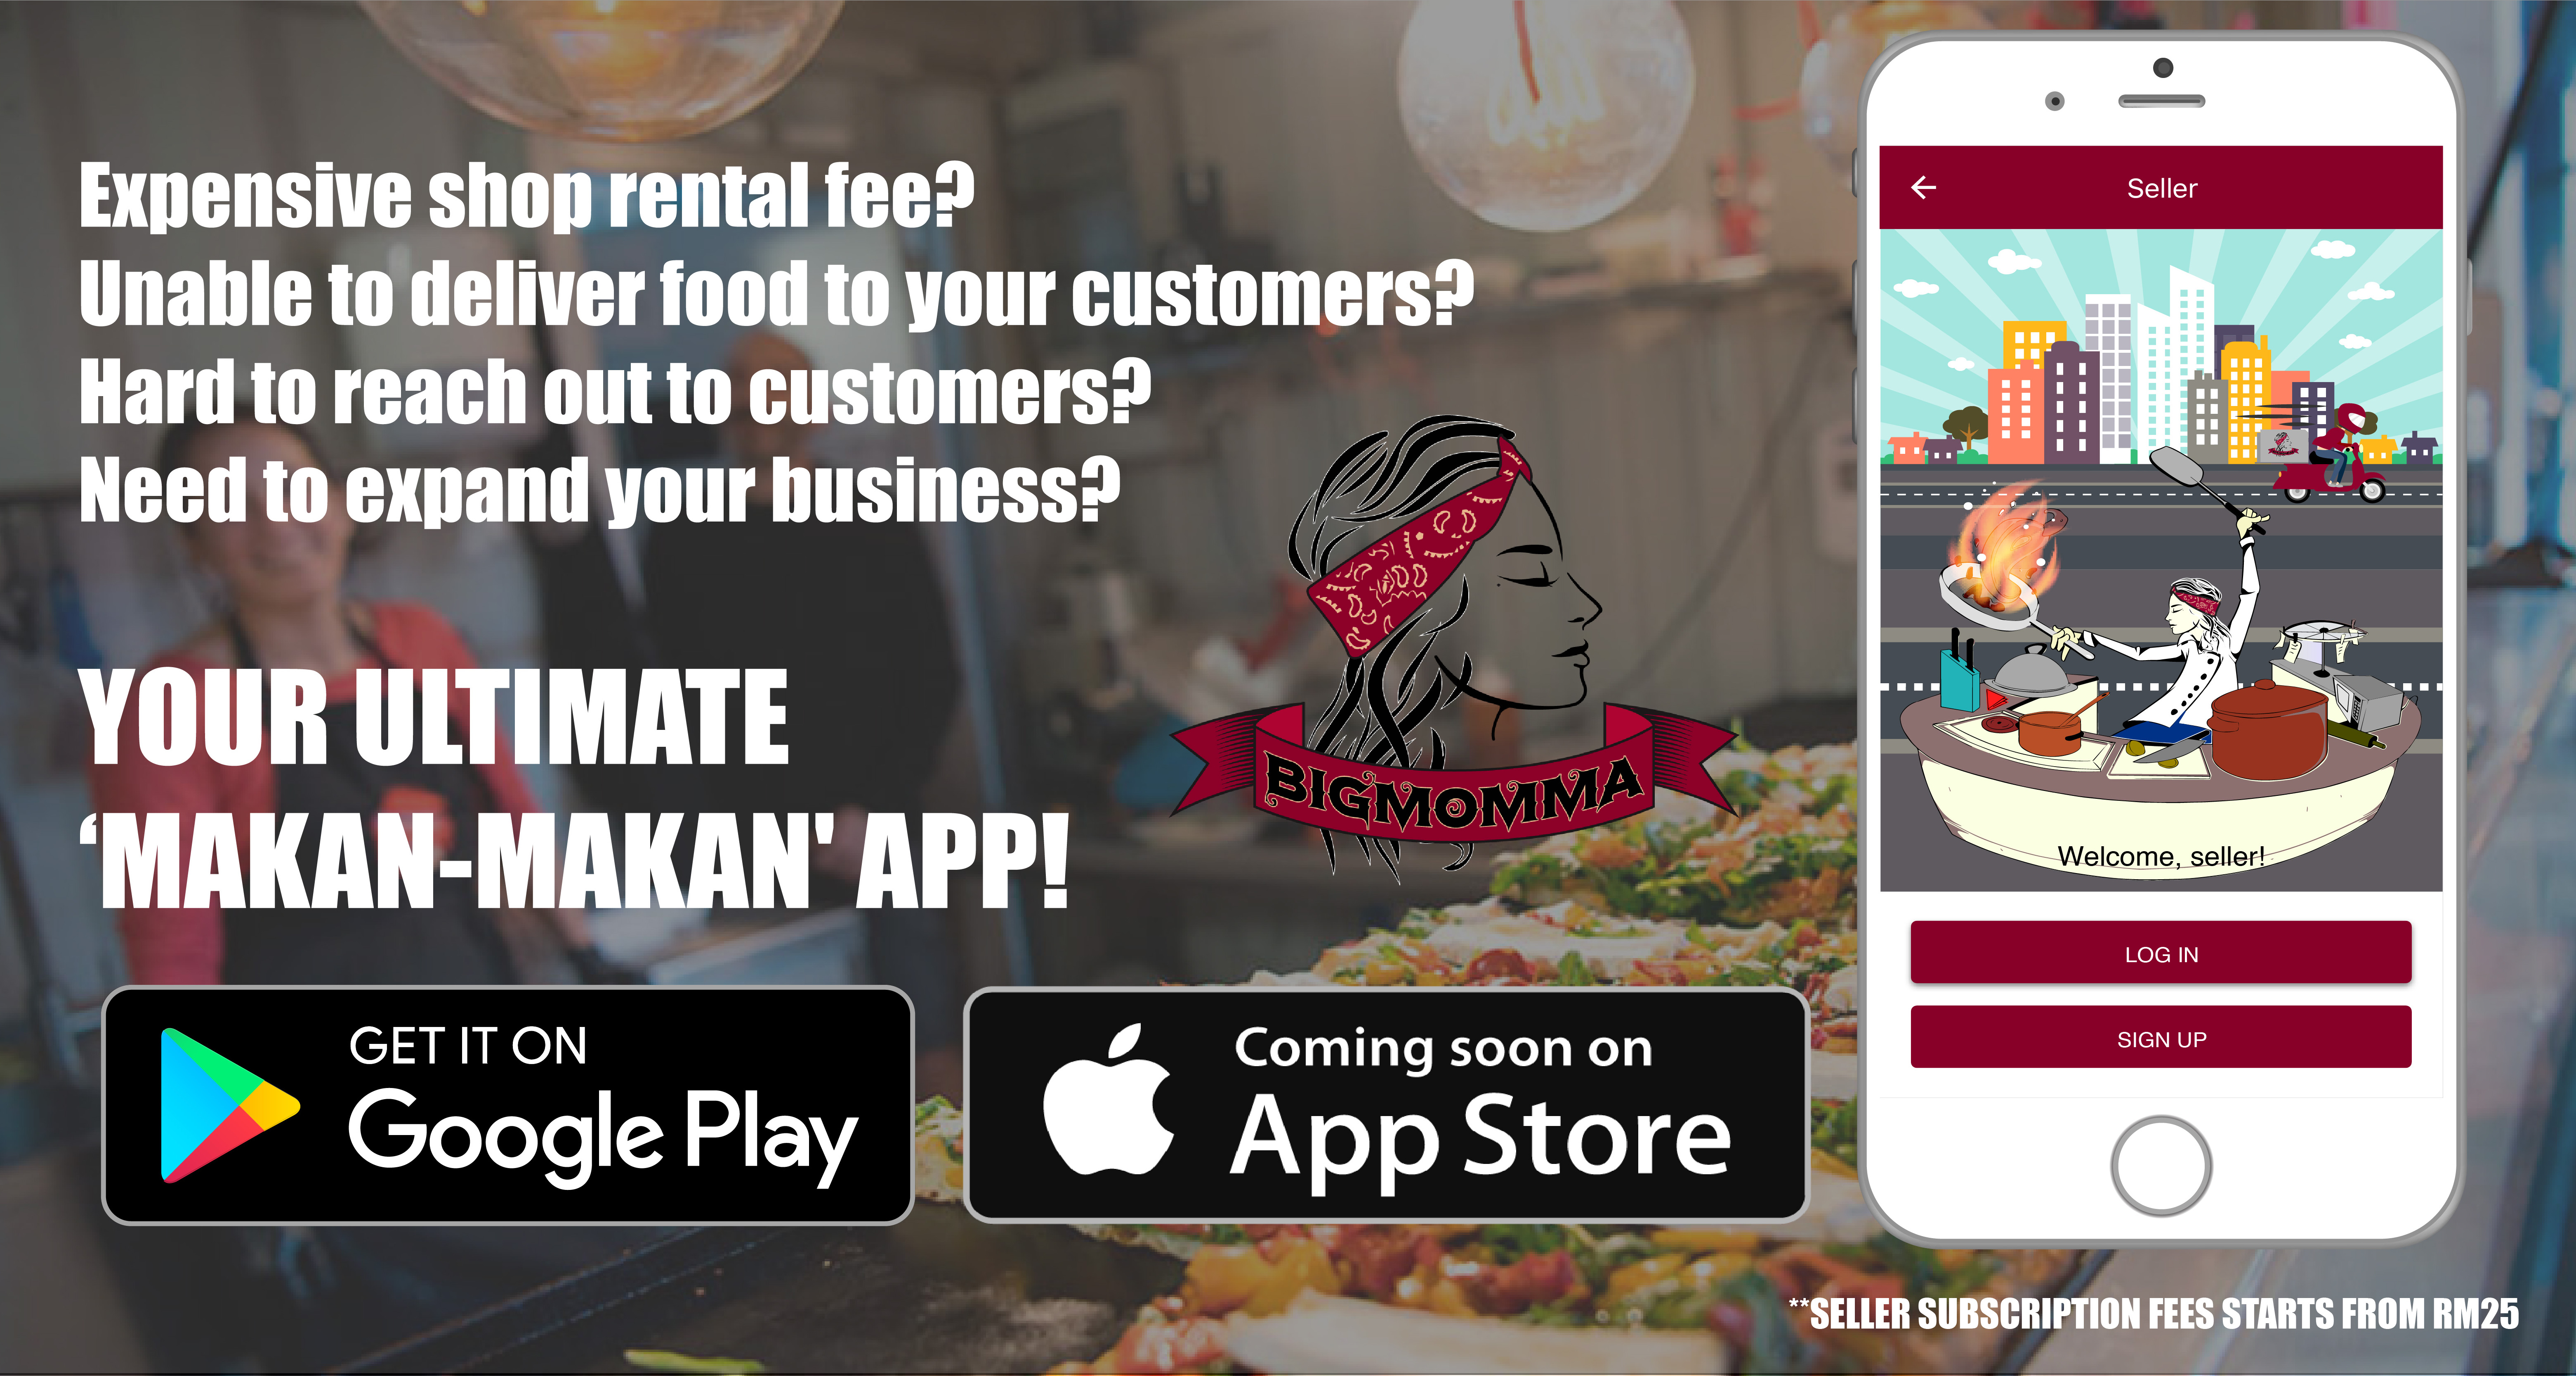 Expensive shop rental fee?
Unable to deliver food to your customers?
Hard to reach out to customers?
Need to expand your business?
YOUR ULTIMATE
‘MAKAN-MAKAN' APP!
BIGMOMMA
GET IT ON
Google Play
Coming soon on
App Store
Seller
Welcome, seller!
LOG IN
SIGN UP
**SELLER SUBSCRIPTION FEES STARTS FROM RM25